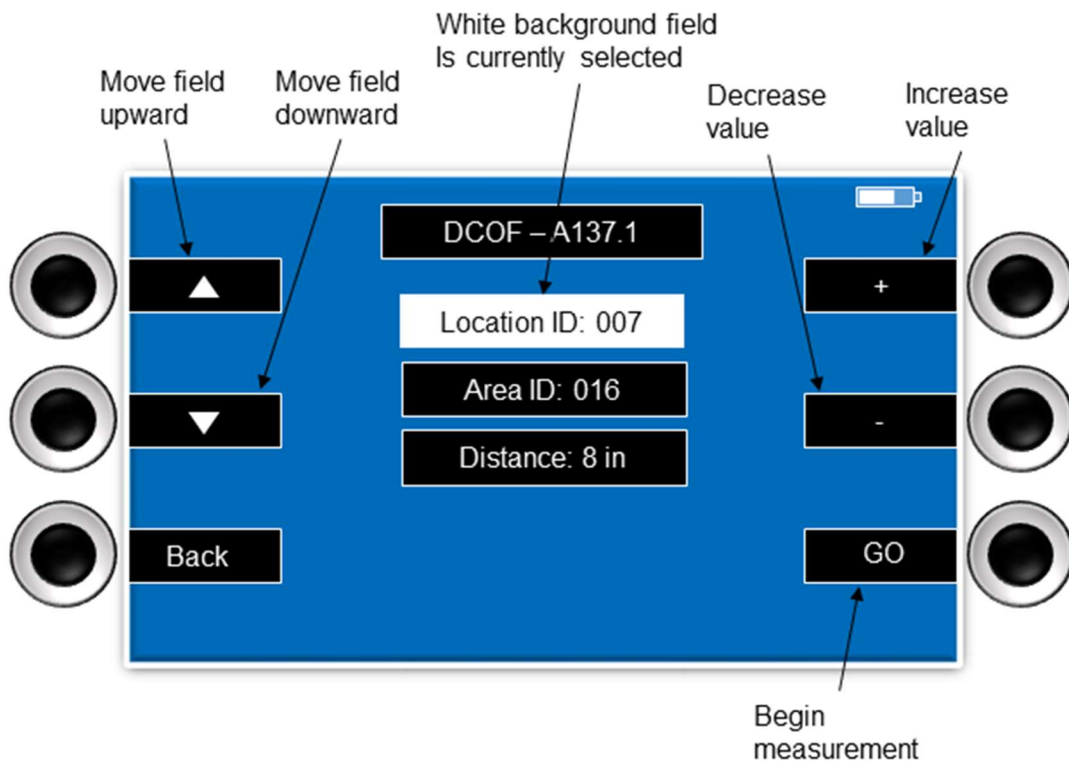 White background field
Is currently selected
Move field
upward
Move field
downward
Decrease
value
Increase
value
DCOF – A137.1
▲
+
Location ID: 007
Area ID: 016
▼
-
Distance: 8 in
Back
GO
Begin
measurement